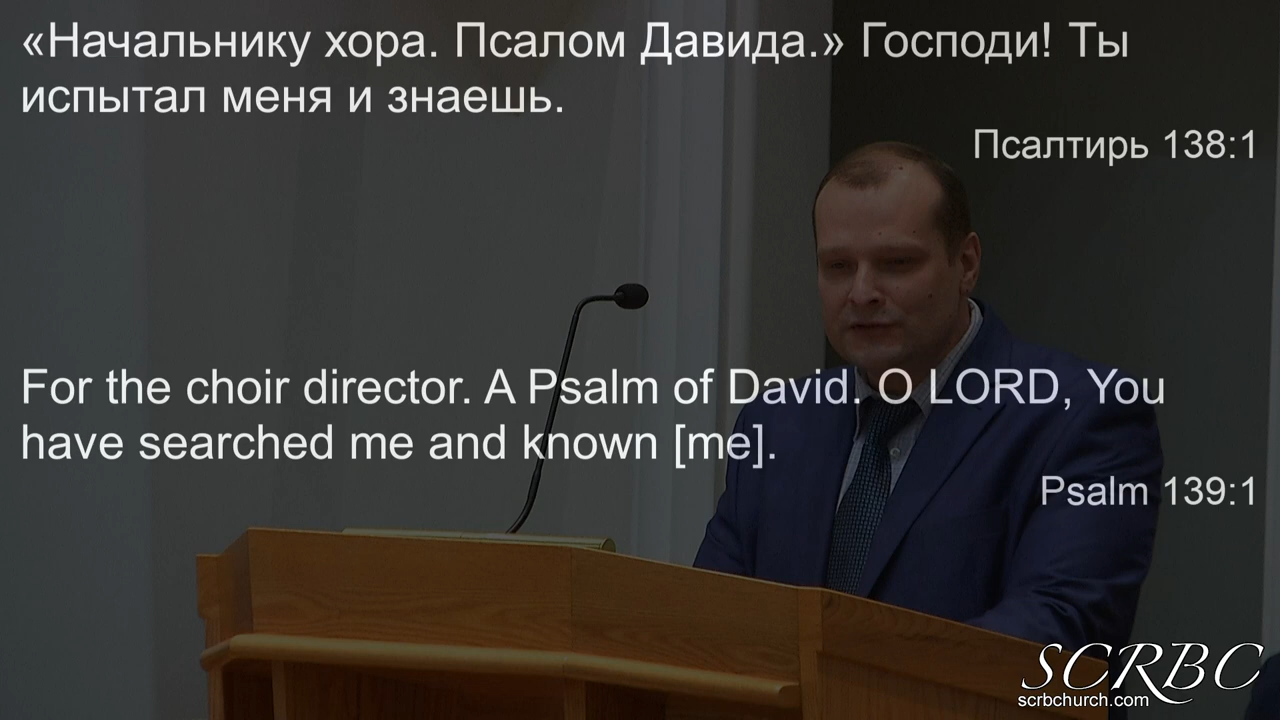 «Начальнику хора. Псалом Давида.» Господи! Ты
испытал меня и знаешь.
Псалтирь 138:1
For the choir director. A Psalm of David. O LORD, You
have searched me and known [me].
Psalm 139:1
SCRBC
scrbchurch.com